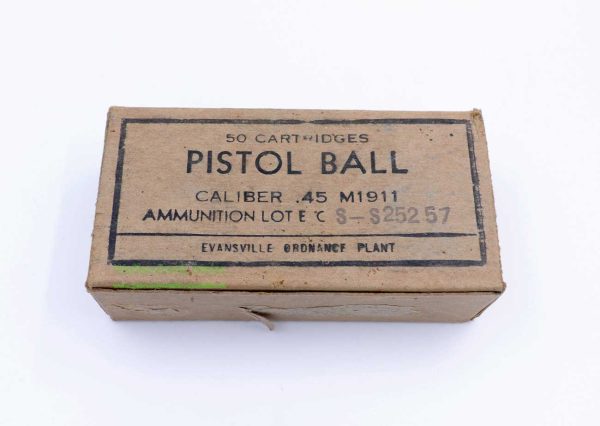 50 CARTRIDGES
PISTOL BALL
CALIBER .45 M1911
AMMUNITION LOT E C S-S25257
EVANSVILLE ORDNANCE PLANT